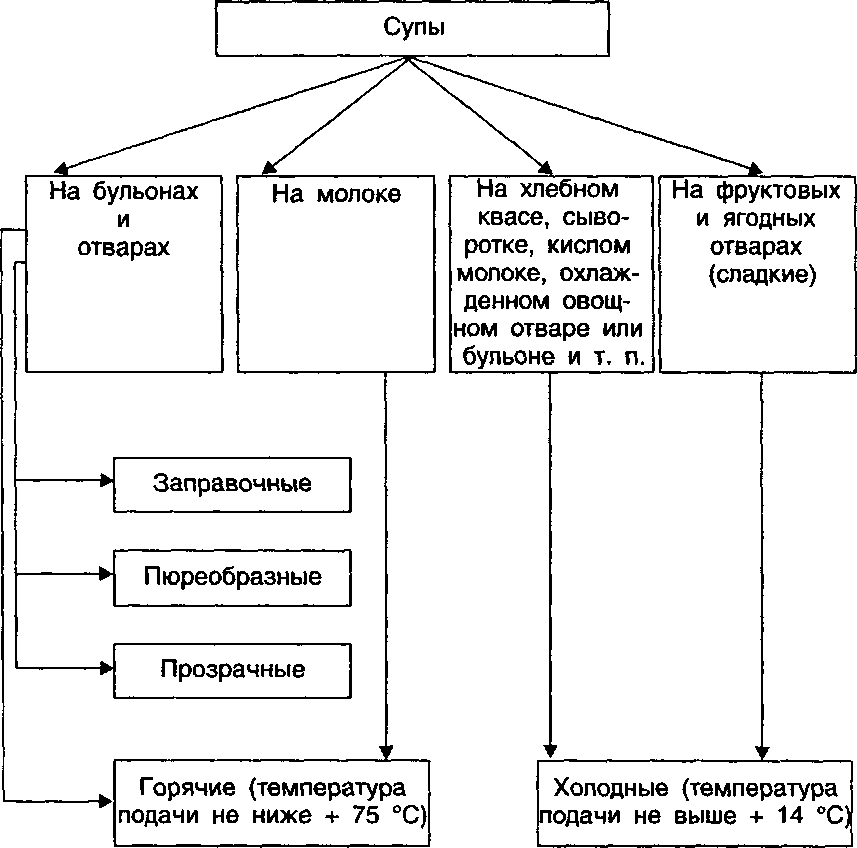 Супы
На бульонах
и
отварах
На молоке
На хлебном
квасе, сыво-
ротке, кислом
молоке, охлаж-
денном овощ-
ном отваре или
бульоне и т. п.
На фруктовых
и ягодных
отварах
(сладкие)
Заправочные
Пюреобразные
Прозрачные
Горячие (температура
подачи не ниже + 75 °С)
Холодные (температура
подачи не выше + 14 °С)